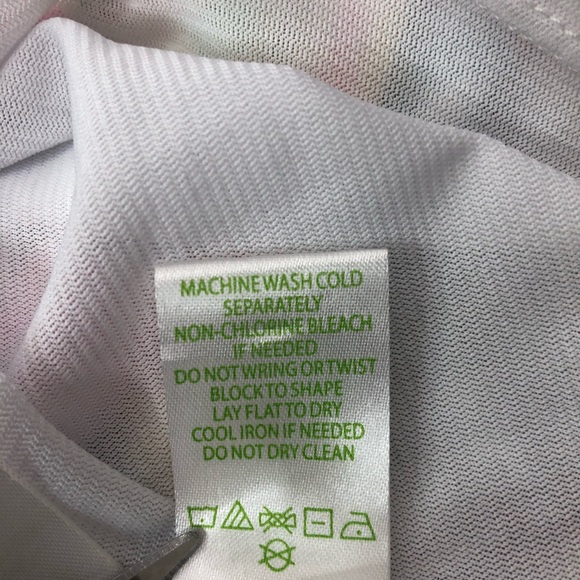 MACHINE WASH COLD
SEPARATELY
NON-CHLORINE BLEACH
IF NEEDED
DO NOT WRING OR TWIST
BLOCK TO SHAPE
LAY FLAT TO DRY
COOL IRON IF NEEDED
DO NOT DRY CLEAN